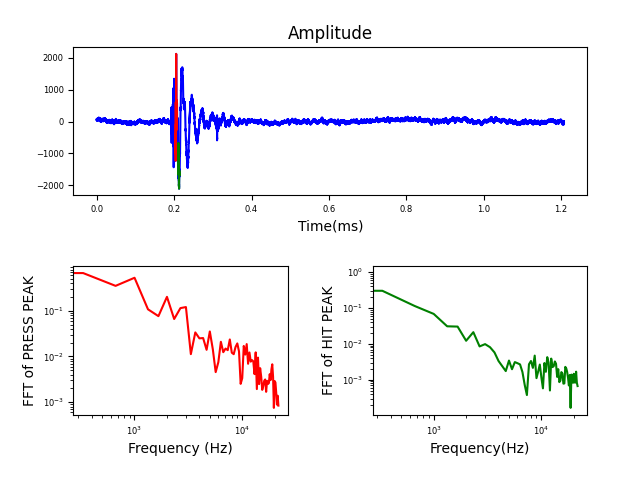 Amplitude
2000
1000
0
−1000
−2000
0.0 0.2 0.4 0.6 0.8 1.0 1.2
Time(ms)
FFT of PRESS PEAK
10⁻¹
10⁻²
10⁻³
10³ 10⁴
Frequency (Hz)
FFT of HIT PEAK
10⁰
10⁻¹
10⁻²
10⁻³
10³ 10⁴
Frequency(Hz)